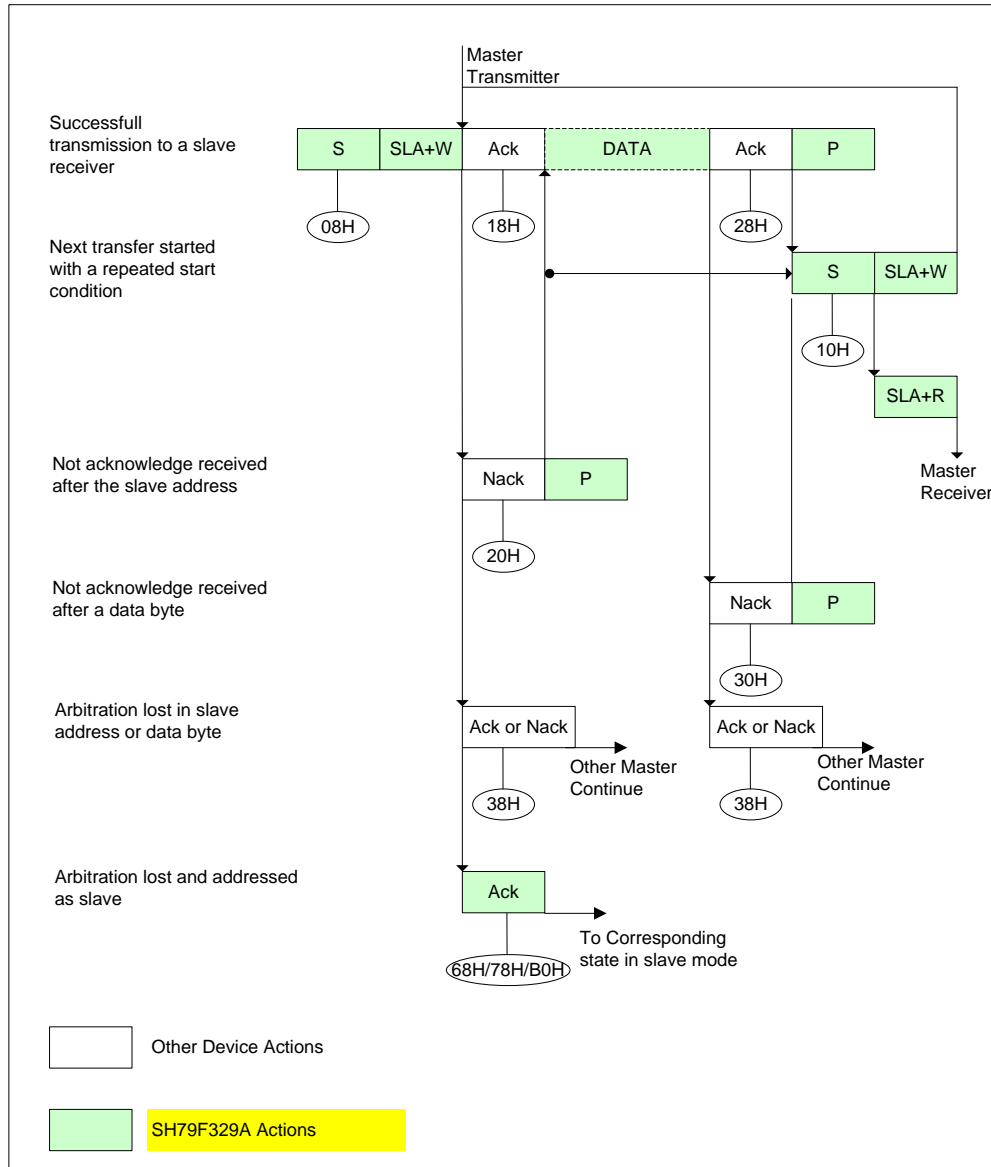 Master
Transmitter
Successfull
transmission to a slave
receiver
S
SLA+W
Ack
DATA
Ack
P
08H
18H
28H
Next transfer started
with a repeated start
condition
S
SLA+W
10H
SLA+R
Master
Receiver
Not acknowledge received
after the slave address
Nack
P
20H
Not acknowledge received
after a data byte
Nack
P
30H
Arbitration lost in slave
address or data byte
Ack or Nack
Other Master
Continue
38H
Ack or Nack
Other Master
Continue
38H
Arbitration lost and addressed
as slave
Ack
To Corresponding
state in slave mode
68H/78H/B0H
Other Device Actions
SH79F329A Actions